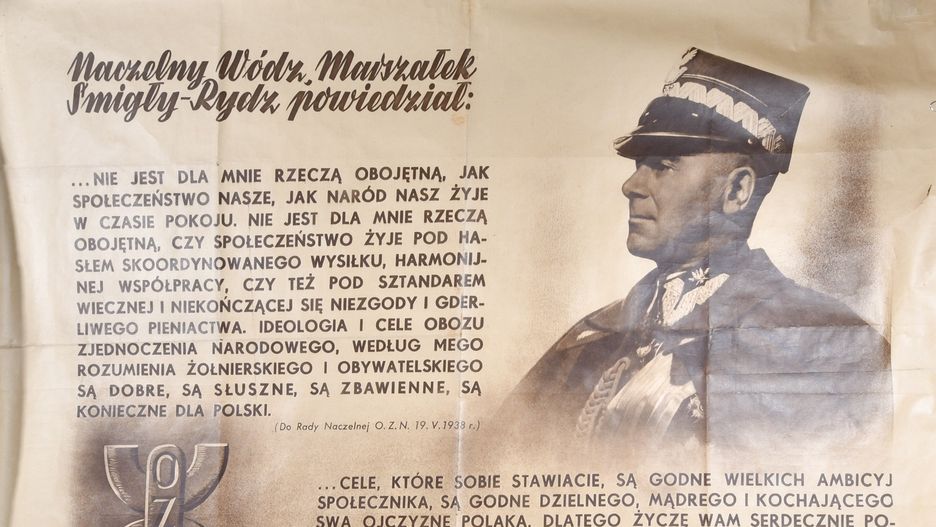 Naczelny Wódz, Marszałek
Śmigły-Rydz, powiedział:
...NIE JEST DLA MNIE RZECZĄ OBOJĘTNĄ, JAK
SPOŁECZEŃSTWO NASZE, JAK NARÓD NASZ ŻYJE
W CZASIE POKOJU. NIE JEST DLA MNIE RZECZĄ
OBOJĘTNĄ, CZY SPOŁECZEŃSTWO ŻYJE POD HA-
SŁEM SKOORDYNOWANEGO WYSIŁKU, HARMONIJ-
NEJ WSPÓŁPRACY, CZY TEŻ POD SZTANDAREM
WIECZNEJ I NIEKOŃCZĄCEJ SIĘ NIEZGODY I GDER-
LIWEGO PIENIACTWA. IDEOLOGIA I CELE OBOZU
ZJEDNOCZENIA NARODOWEGO, WEDŁUG MEGO
ROZUMIENIA ŻOŁNIERSKIEGO I OBYWATELSKIEGO
SĄ DOBRE, SĄ SŁUSZNE, SĄ ZBAWIENNE, SĄ
KONIECZNE DLA POLSKI.
(Do Rady Naczelnej O. Z. N. 19. V. 1938 r.)
OZ
...CELE, KTÓRE SOBIE STAWIACIE, SĄ GODNE WIELKICH AMBICYJ
SPOŁECZNIKA, SĄ GODNE DZIELNEGO, MĄDREGO I KOCHAJĄCEGO
SWĄ OJCZYZNĘ POLAKA. DLATEGO ŻYCZĘ WAM SERDECZNIE PO-